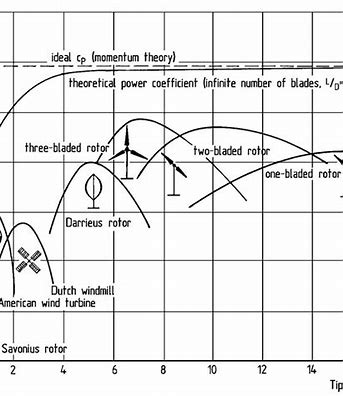 ideal cP (momentum theory)
theoretical power coefficient (infinite number of blades, L/D=
three-bladed rotor
two-bladed rotor
one-bladed rotor
Darrieus rotor
Dutch windmill
American wind turbine
Savonius rotor
2 4 6 8 10 12 14
Tip